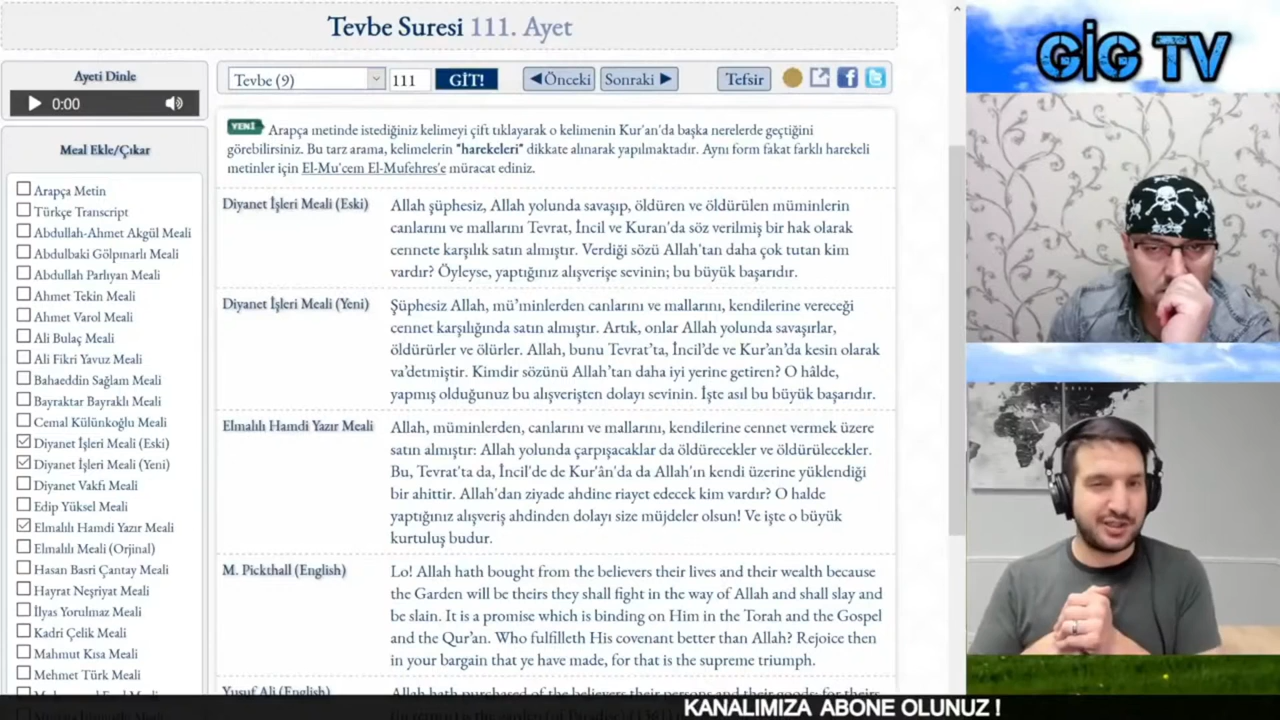 Tevbe Suresi 111. Ayet
GİG TV
Ayeti Dinle
0:00
Tevbe (9)
111
GİT!
◄Önceki
Sonraki ►
Tefsir
Meal Ekle/Çıkar
Arapça Metin
Türkçe Transcript
Abdullah-Ahmet Akgül Meali
Abdulbaki Gölpınarlı Meali
Abdullah Parlıyan Meali
Ahmet Tekin Meali
Ahmet Varol Meali
Ali Bulaç Meali
Ali Fikri Yavuz Meali
Bahaeddin Sağlam Meali
Bayraktar Bayraklı Meali
Cemal Külünkoğlu Meali
Diyanet İşleri Meali (Eski)
Diyanet İşleri Meali (Yeni)
Diyanet Vakfı Meali
Edip Yüksel Meali
Elmalılı Hamdi Yazır Meali
Elmalılı Meali (Orjinal)
Hasan Basri Çantay Meali
Hayrat Neşriyat Meali
İlyas Yorulmaz Meali
Kadri Çelik Meali
Mahmut Kısa Meali
Mehmet Türk Meali
YENİ Arapça metinde istediğiniz kelimeyi çift tıklayarak o kelimenin Kur'an'da başka nerelerde geçtiğini
görebilirsiniz. Bu tarz arama, kelimelerin "harekeleri" dikkate alınarak yapılmaktadır. Aynı form fakat farklı harekeli
metinler için El-Mu'cem El-Mufehres'e müracat ediniz.
Diyanet İşleri Meali (Eski)
Allah şüphesiz, Allah yolunda savaşıp, öldüren ve öldürülen müminlerin
canlarını ve mallarını Tevrat, İncil ve Kuran'da söz verilmiş bir hak olarak
cennete karşılık satın almıştır. Verdiği sözü Allah'tan daha çok tutan kim
vardır? Öyleyse, yaptığınız alışverişe sevinin; bu büyük başarıdır.
Diyanet İşleri Meali (Yeni)
Şüphesiz Allah, mü'minlerden canlarını ve mallarını, kendilerine vereceği
cennet karşılığında satın almıştır. Artık, onlar Allah yolunda savaşırlar,
öldürürler ve ölürler. Allah, bunu Tevrat'ta, İncil'de ve Kur'an'da kesin olarak
va'detmiştir. Kimdir sözünü Allah'tan daha iyi yerine getiren? O hâlde,
yapmış olduğunuz bu alışverişten dolayı sevinin. İşte asıl bu büyük başarıdır.
Elmalılı Hamdi Yazır Meali
Allah, müminlerden, canlarını ve mallarını, kendilerine cennet vermek üzere
satın almıştır: Allah yolunda çarpışacaklar da öldürecekler ve öldürülecekler.
Bu, Tevrat'ta da, İncil'de de Kur'ân'da da Allah'ın kendi üzerine yüklendiği
bir ahittir. Allah'dan ziyade ahdine riayet edecek kim vardır? O halde
yaptığınız alışveriş ahdinden dolayı size müjdeler olsun! Ve işte o büyük
kurtuluş budur.
M. Pickthall (English)
Lo! Allah hath bought from the believers their lives and their wealth because
the Garden will be theirs they shall fight in the way of Allah and shall slay and
be slain. It is a promise which is binding on Him in the Torah and the Gospel
and the Qur'an. Who fulfilleth His covenant better than Allah? Rejoice then
in your bargain that ye have made, for that is the supreme triumph.
Yusuf Ali (English)
Allah hath purchased of the believers their persons and their goods; for theirs
KANALIMIZA ABONE OLUNUZ !